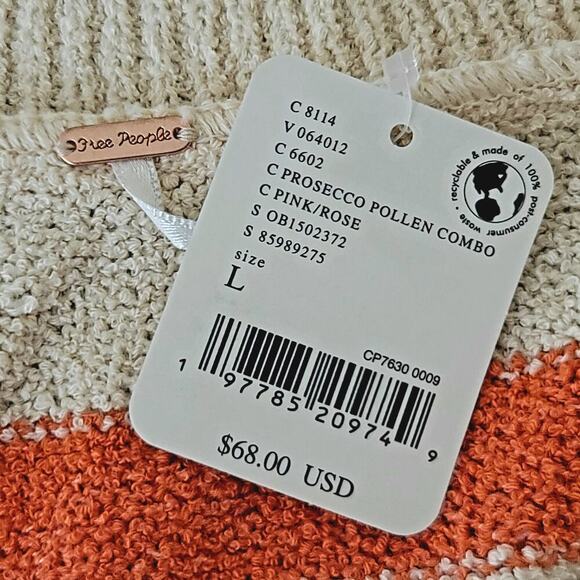 Free People
C 8114
V 064012
C 6602
C PROSECCO POLLEN COMBO
C PINK/ROSE
S OB1502372
S 85989275
size
L
recyclable & made of 100% post-consumer waste •
CP7630 0009
1 97785 20974 9
$68.00 USD